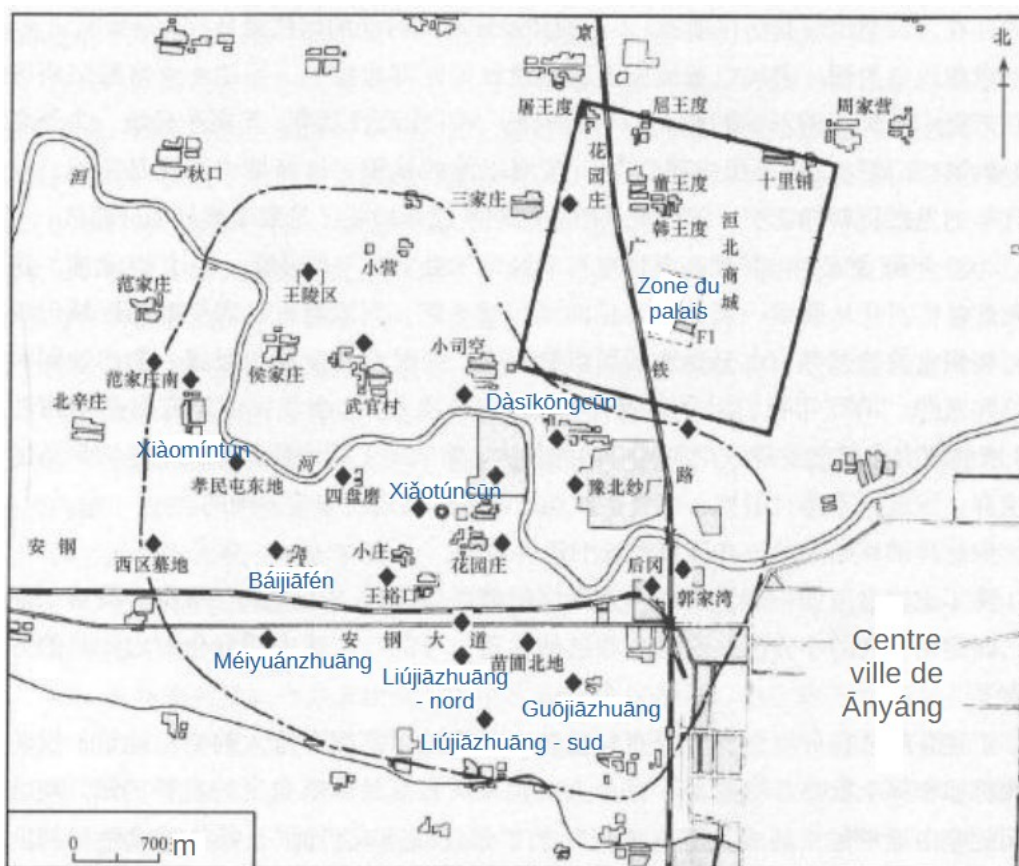 京
北
屠王度
屈王度
周家营
秋口
洹
花园庄
三家庄
董王度
韩王度
十里铺
洹北商城
广
小营
王陵区
范家庄
Zone du
palais
F1
小司空
侯家庄
武官村
铁
范家庄南
北辛庄
Dàsīkōngcūn
Xiàomíntún
孝民屯东地
河
四盘磨
Xiǎotúncūn
豫北纱厂
路
安钢
西区墓地
小庄
花园庄
后冈
Báijiāfén
王裕口
郭家湾
安钢大道
苗圃北地
Méiyuánzhuāng
Liújiāzhuāng
- nord
Guōjiāzhuāng
Liújiāzhuāng - sud
Centre
ville de
Anyáng
0 700 m